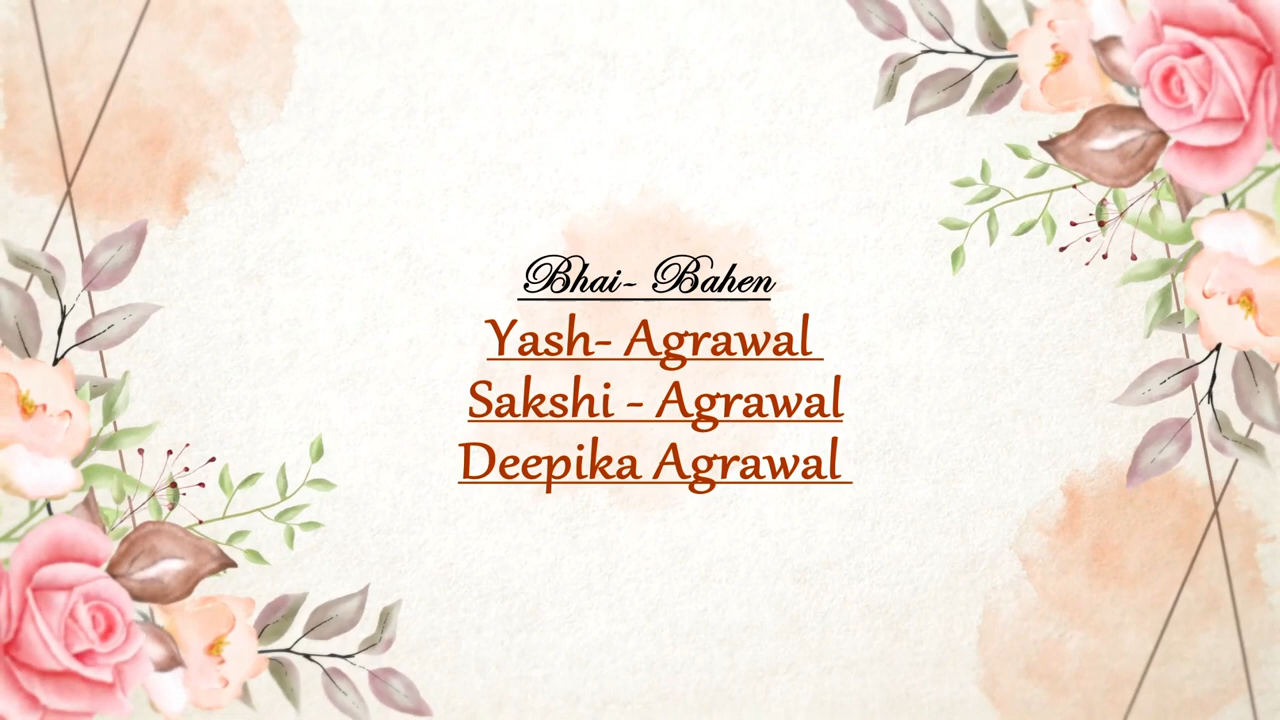 Bhai- Bahen
Yash- Agrawal
Sakshi - Agrawal
Deepika Agrawal